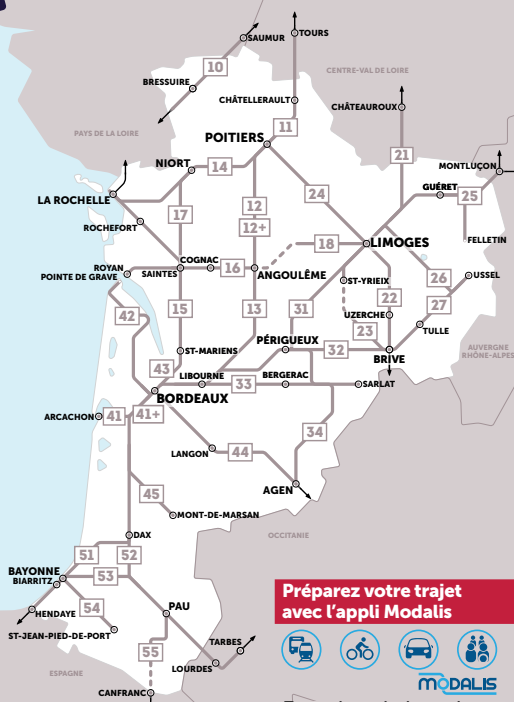 TOURS
SAUMUR
10
CENTRE-VAL DE LOIRE
BRESSUIRE
CHÂTELLERAULT
CHÂTEAUROUX
11
PAYS DE LA LOIRE
POITIERS
21
NIORT
14
MONTLUÇON
GUÉRET
25
24
LA ROCHELLE
17
12
12+
ROCHEFORT
18
LIMOGES
FELLETIN
COGNAC
ROYAN
POINTE DE GRAVE
SAINTES
16
ANGOULÊME
ST-YRIEIX
26
USSEL
22
27
42
15
13
31
UZERCHE
23
TULLE
PÉRIGUEUX
ST-MARIENS
32
BRIVE
AUVERGNE
RHÔNE-ALPES
43
LIBOURNE
33
BERGERAC
SARLAT
BORDEAUX
ARCACHON
41
41+
34
LANGON
44
AGEN
45
MONT-DE-MARSAN
DAX
OCCITANIE
51
52
BAYONNE
BIARRITZ
53
54
HENDAYE
PAU
ST-JEAN-PIED-DE-PORT
55
TARBES
LOURDES
ESPAGNE
CANFRANC
Préparez votre trajet
avec l'appli Modalis
MODALIS